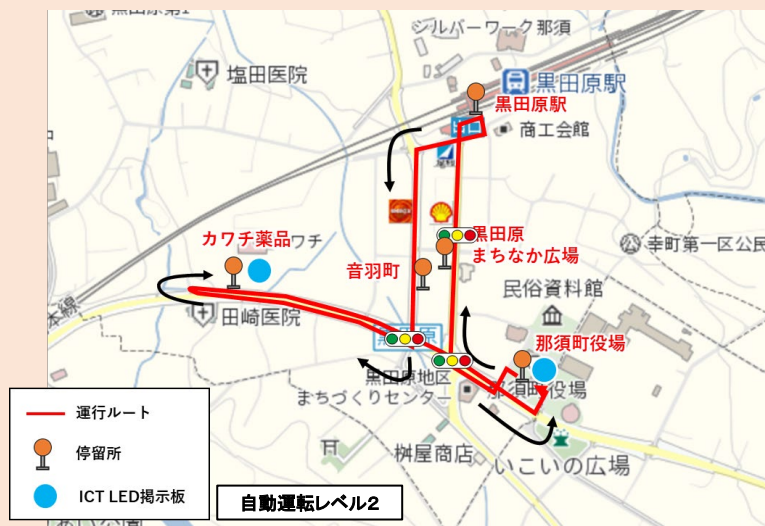 シルバーワーク那須
塩田医院
黒田原駅
黒田原駅
商工会館
カワチ薬品
音羽町
黒田原
まちなか広場
幸町第一区公民
民俗資料館
田崎医院
那須町役場
那須町役場
黒田原地区
まちづくりセンター
桝屋商店
いこいの広場
運行ルート
停留所
ICT LED掲示板
自動運転レベル2